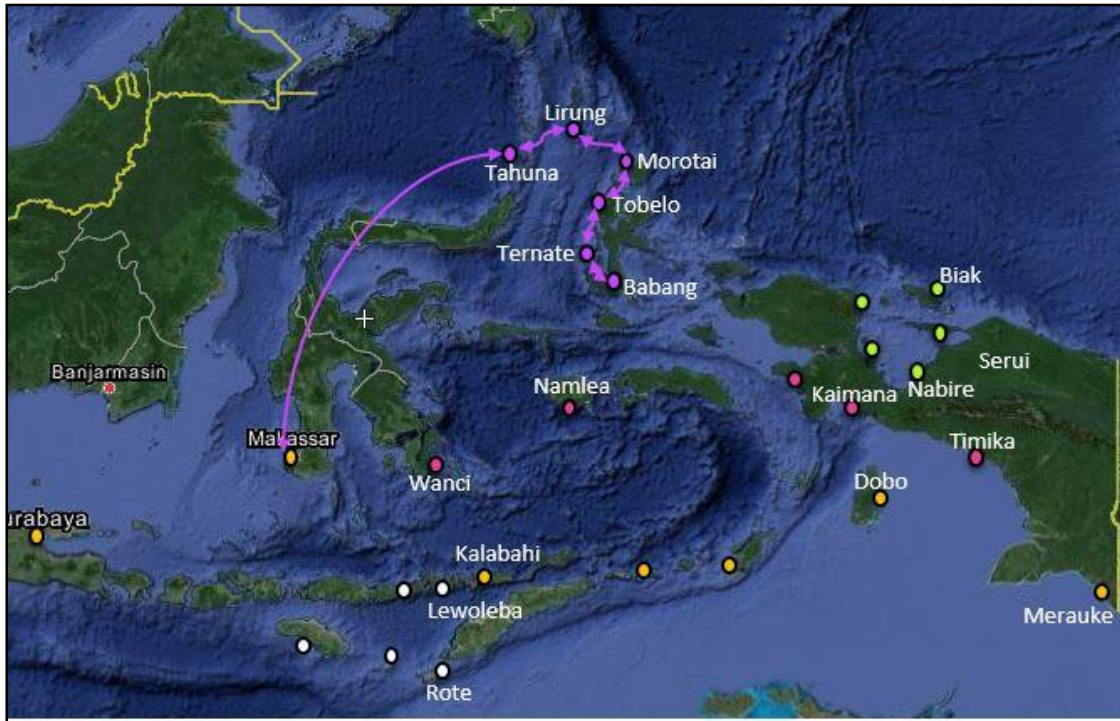 Lirung
Tahuna
Morotai
Tobelo
Ternate
Babang
Biak
Serui
Banjarmasin
Namlea
Kaimana
Nabire
Makassar
Wanci
Timika
Dobo
urabaya
Kalabahi
Lewoleba
Merauke
Rote